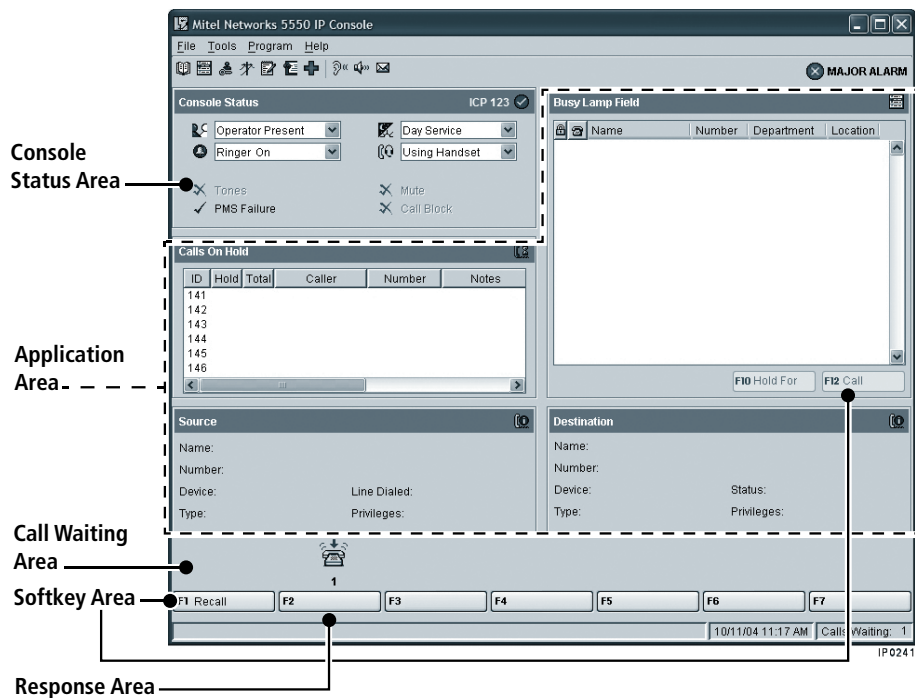 Mitel Networks 5550 IP Console
File Tools Program Help
MAJOR ALARM
Console Status ICP 123
Operator Present Day Service
Ringer On Using Handset
Tones Mute
PMS Failure Call Block
Busy Lamp Field
Name Number Department Location
Console
Status Area
Calls On Hold
ID Hold Total Caller Number Notes
141
142
143
144
145
146
Application
Area
F10 Hold For F12 Call
Source
Name:
Number:
Device: Line Dialed:
Type: Privileges:
Destination
Name:
Number:
Device: Status:
Type: Privileges:
Call Waiting
Area
1
Softkey Area
F1 Recall F2 F3 F4 F5 F6 F7
10/11/04 11:17 AM Calls Waiting: 1
IP0241
Response Area